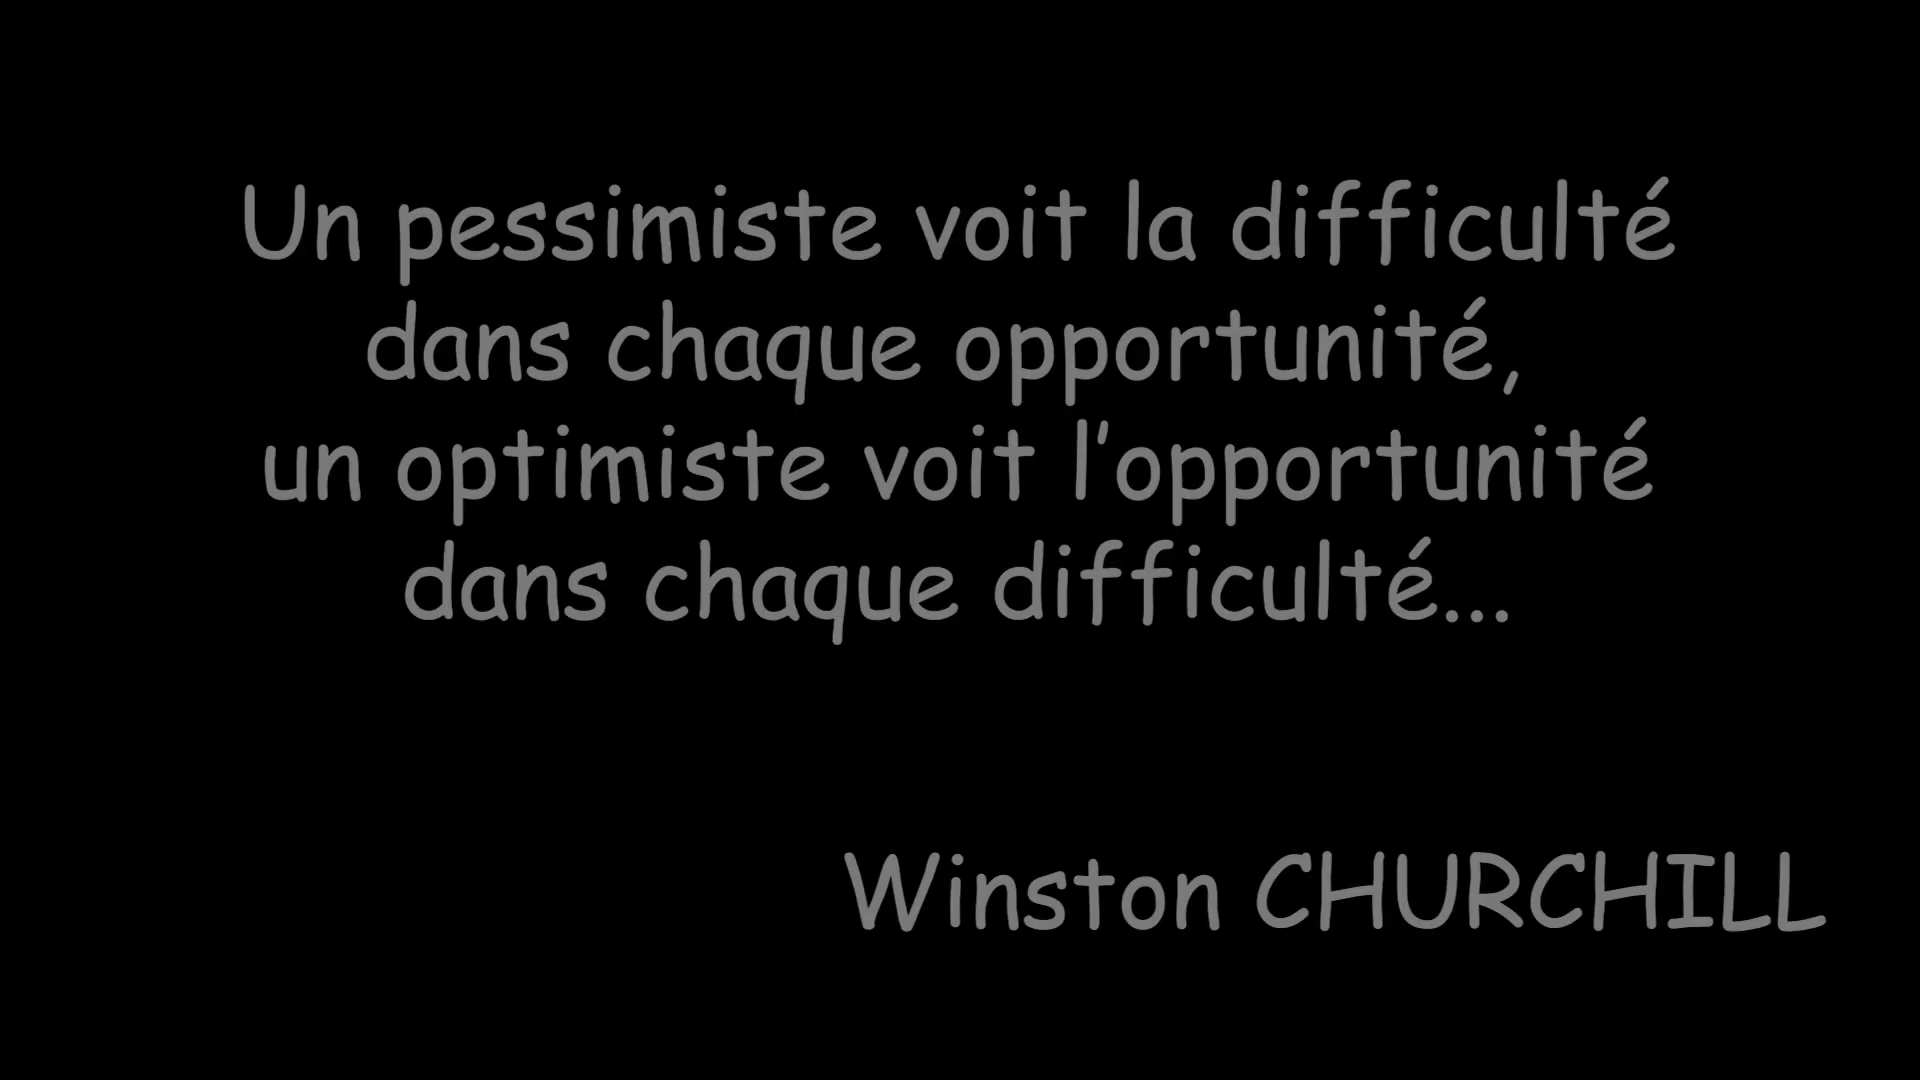 Un pessimiste voit la difficulté
dans chaque opportunité,
un optimiste voit l’opportunité
dans chaque difficulté...
Winston CHURCHILL